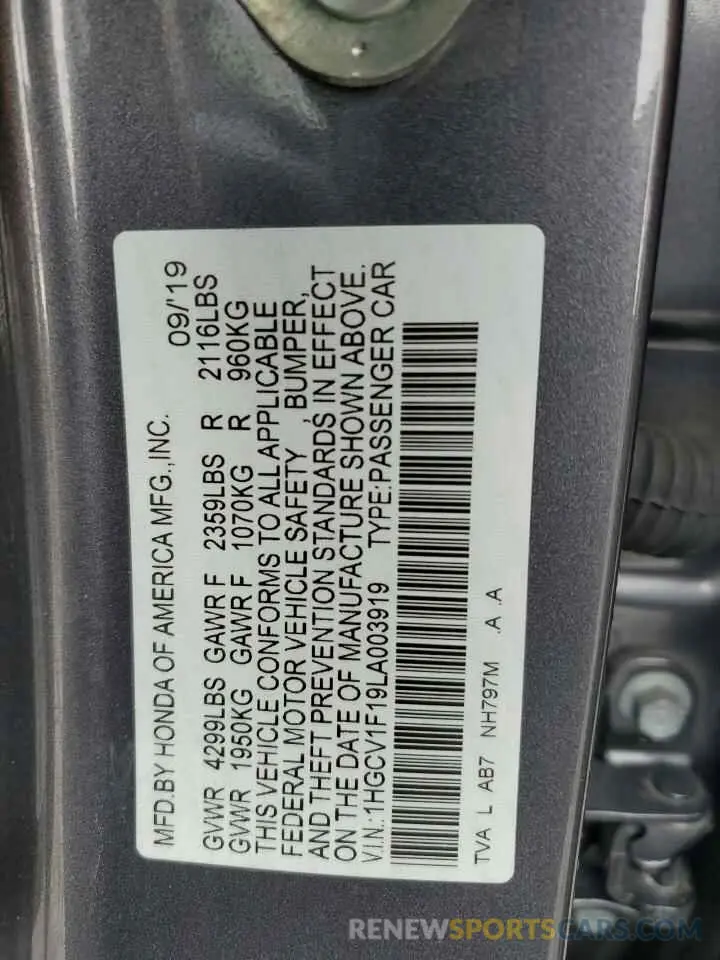 MFD.BY HONDA OF AMERICA MFG.,INC. 09/'19
GVWR 4299LBS GAWR F 2359LBS R 2116LBS
GVWR 1950KG GAWR F 1070KG R 960KG
THIS VEHICLE CONFORMS TO ALL APPLICABLE
FEDERAL MOTOR VEHICLE SAFETY , BUMPER,
AND THEFT PREVENTION STANDARDS IN EFFECT
ON THE DATE OF MANUFACTURE SHOWN ABOVE.
V.I.N.:1HGCV1F19LA003919 TYPE:PASSENGER CAR
TVA L AB7 NH797M .A .A
RENEWSPORTSCARS.COM